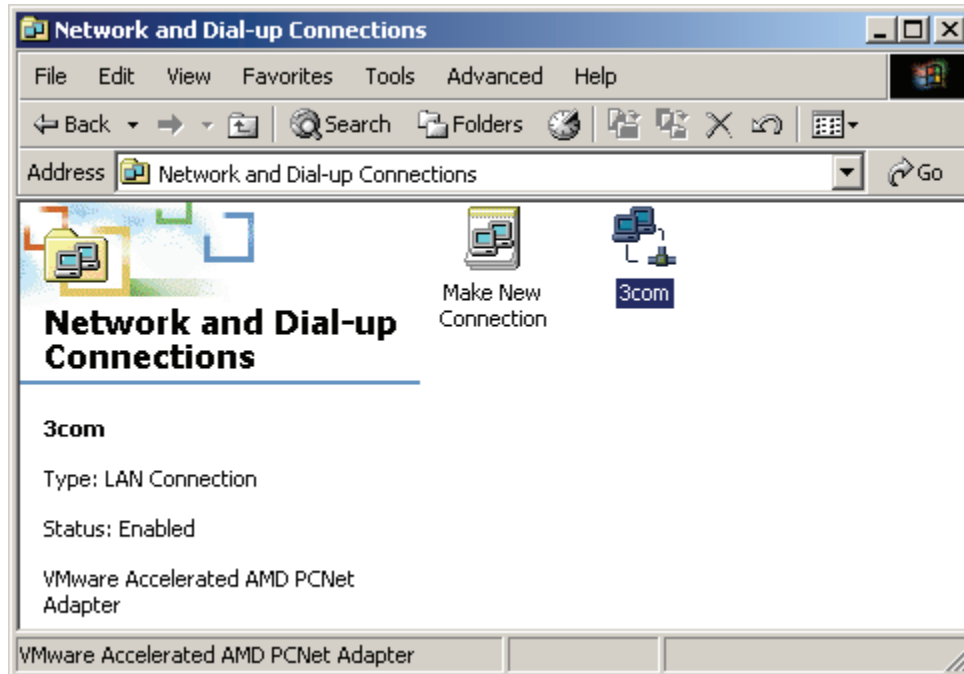 Network and Dial-up Connections
File Edit View Favorites Tools Advanced Help
Back Search Folders
Address Network and Dial-up Connections Go
Make New
Connection
3com
Network and Dial-up
Connections
3com
Type: LAN Connection
Status: Enabled
VMware Accelerated AMD PCNet
Adapter
VMware Accelerated AMD PCNet Adapter